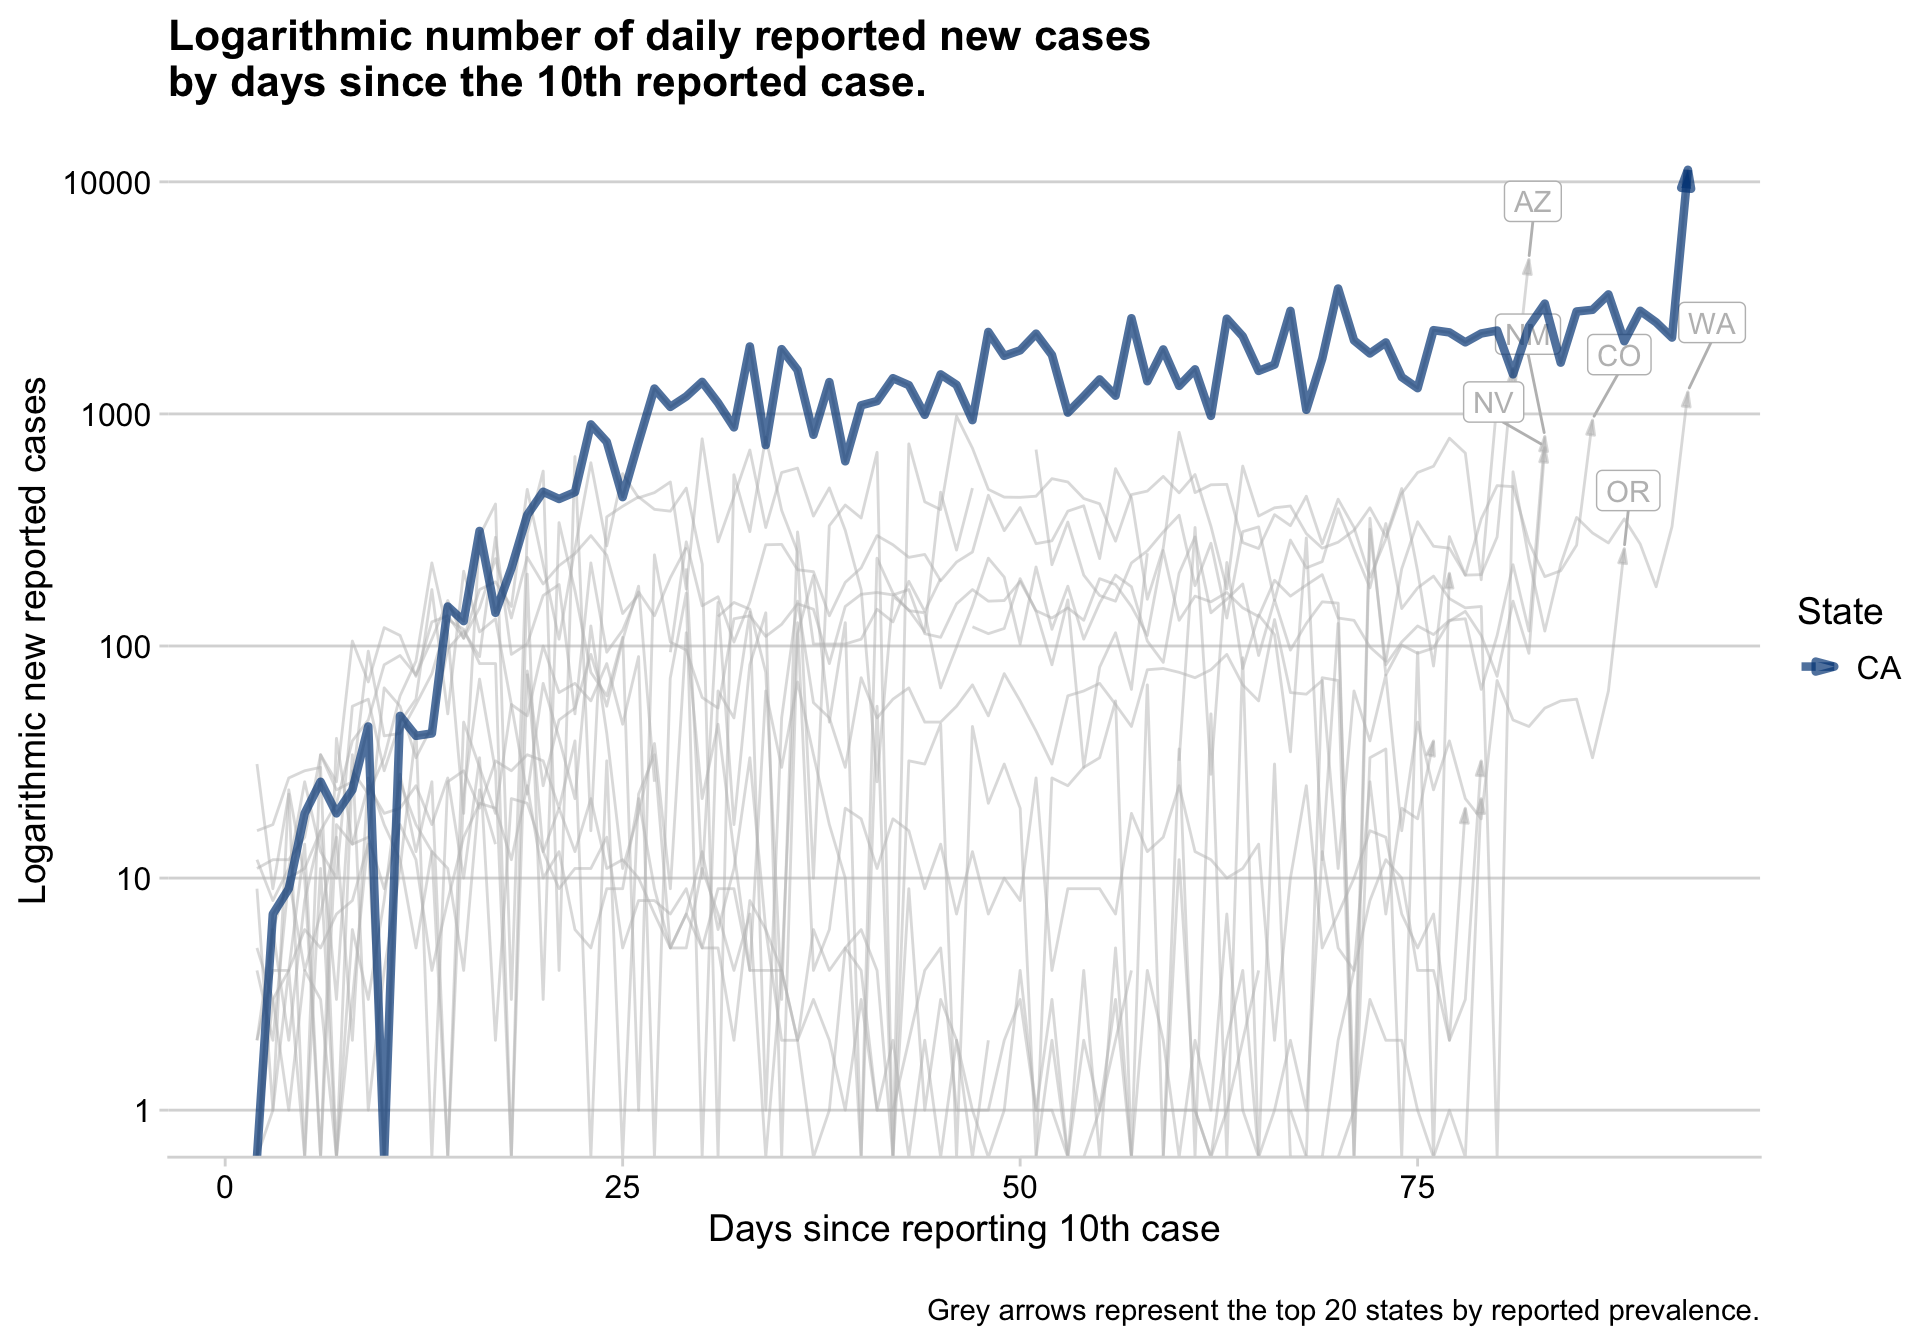 Logarithmic number of daily reported new cases
by days since the 10th reported case.
Logarithmic new reported cases
10000
1000
100
10
1
AZ
NM
WA
CO
NV
OR
State
CA
0
25
50
75
Days since reporting 10th case
Grey arrows represent the top 20 states by reported prevalence.